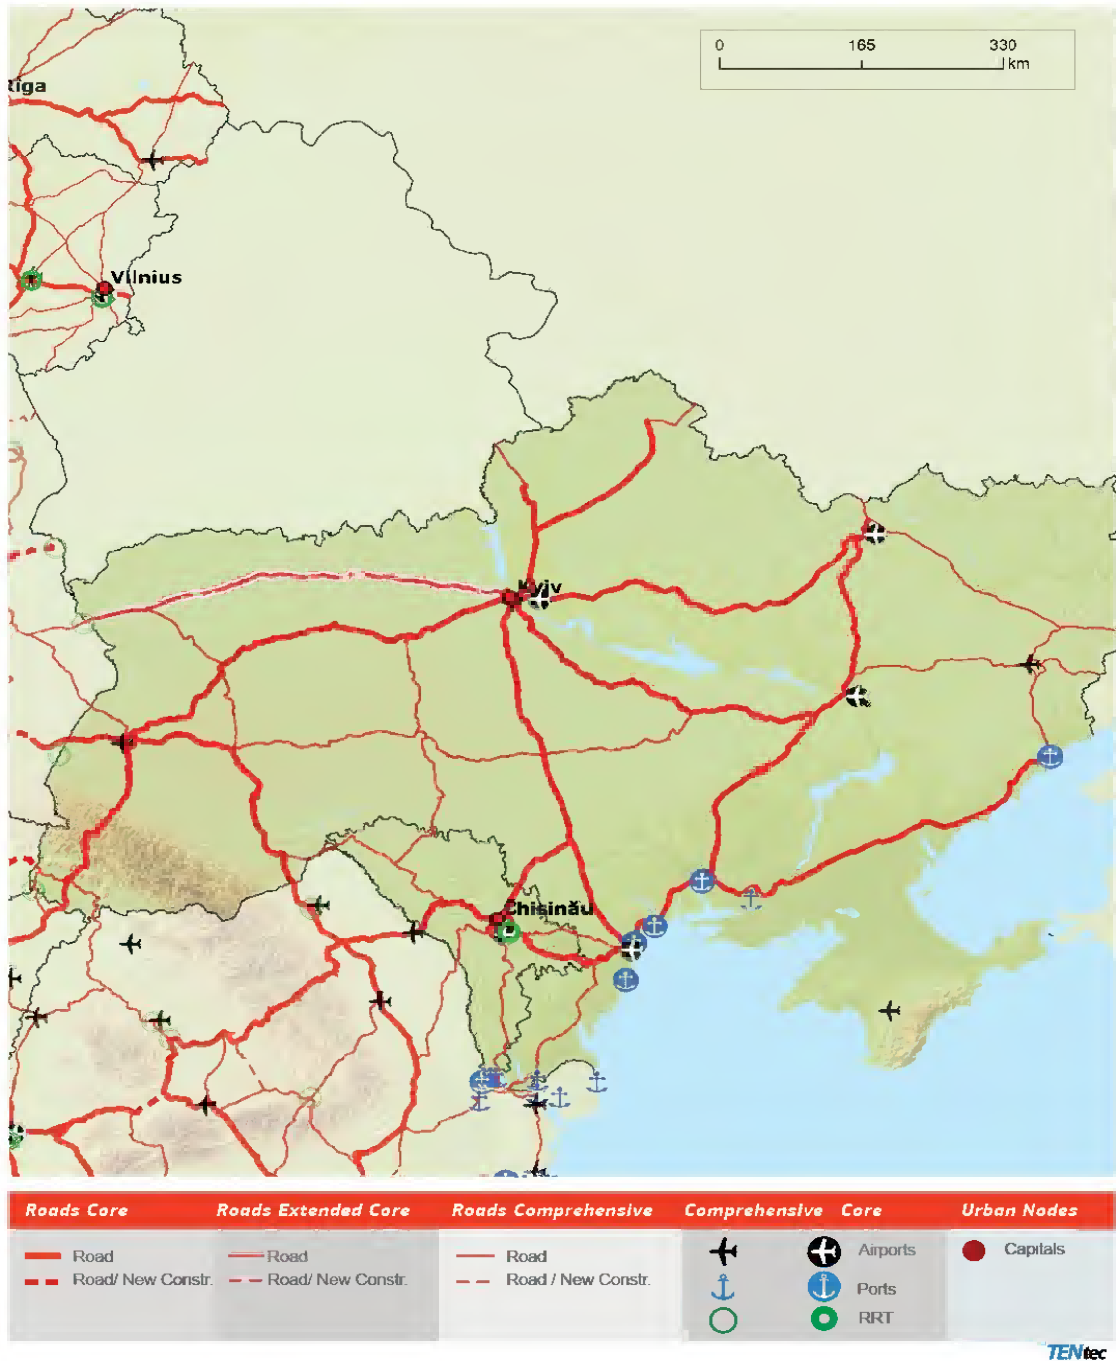 0 165 330
km
Riga
Vilnius
Kyiv
Chisinău
Roads Core Roads Extended Core Roads Comprehensive Comprehensive Core Urban Nodes
Road Road Road Airports Capitals
Road/ New Constr. Road/ New Constr. Road / New Constr. Ports
RRT
TENtec